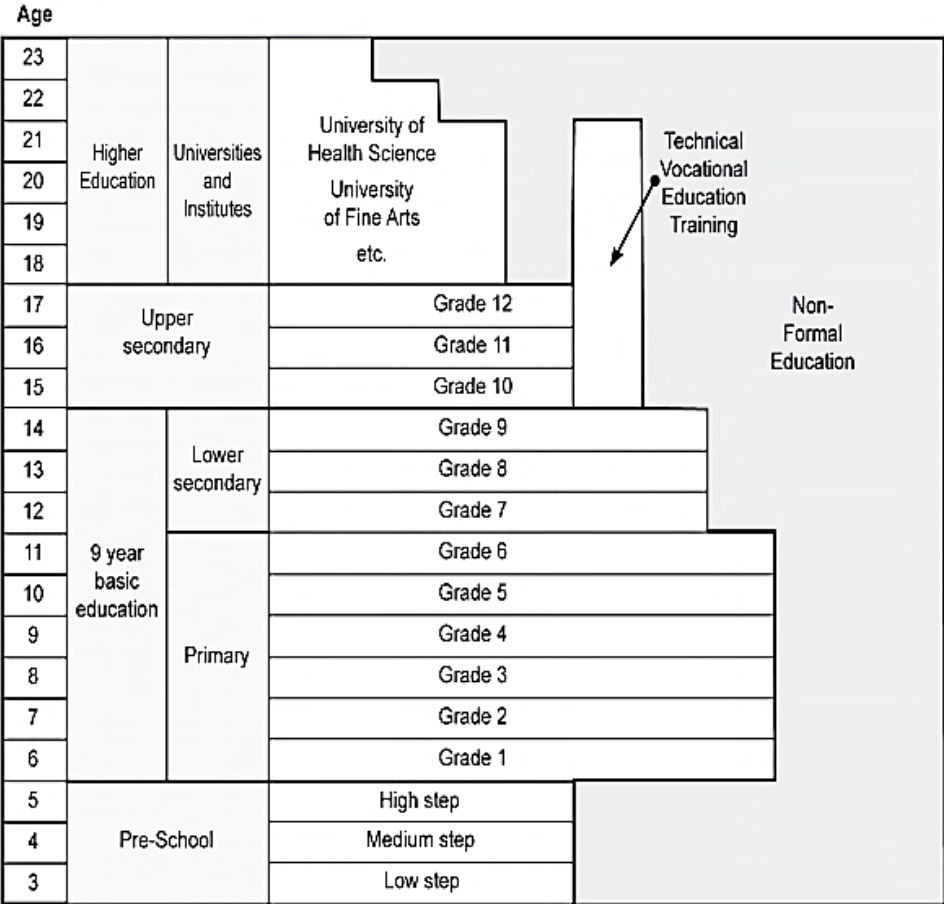 Age
23
22
21
20
19
18
Higher
Education
Universities
and
Institutes
University of
Health Science
University
of Fine Arts
etc.
Technical
Vocational
Education
Training
Non-
Formal
Education
17
16
15
Upper
secondary
Grade 12
Grade 11
Grade 10
14
13
12
11
10
9
8
7
6
9 year
basic
education
Lower
secondary
Primary
Grade 9
Grade 8
Grade 7
Grade 6
Grade 5
Grade 4
Grade 3
Grade 2
Grade 1
5
4
3
Pre-School
High step
Medium step
Low step